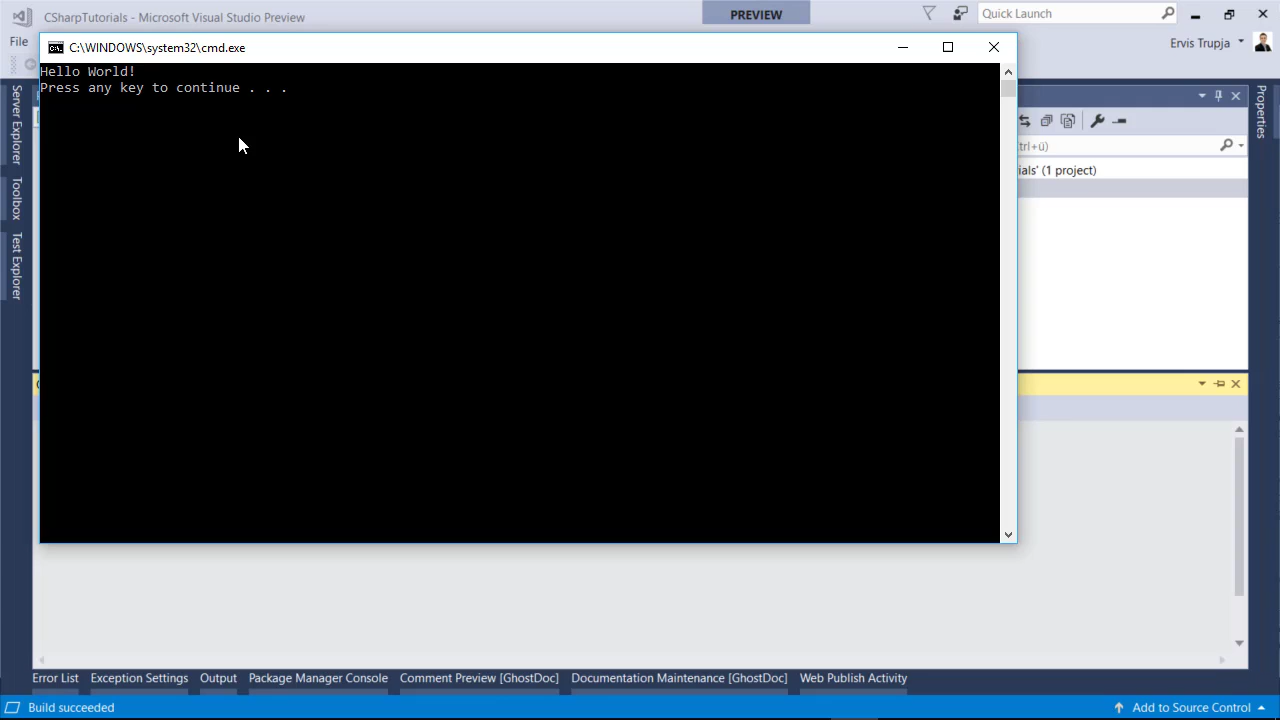 CSharpTutorials - Microsoft Visual Studio Preview
PREVIEW
Quick Launch
File
Ervis Trupja
C:\WINDOWS\system32\cmd.exe
Hello World!
Press any key to continue . . .
Server Explorer
Toolbox
Test Explorer
Properties
trl+ü)
ials' (1 project)
Error List
Exception Settings
Output
Package Manager Console
Comment Preview [GhostDoc]
Documentation Maintenance [GhostDoc]
Web Publish Activity
Build succeeded
Add to Source Control